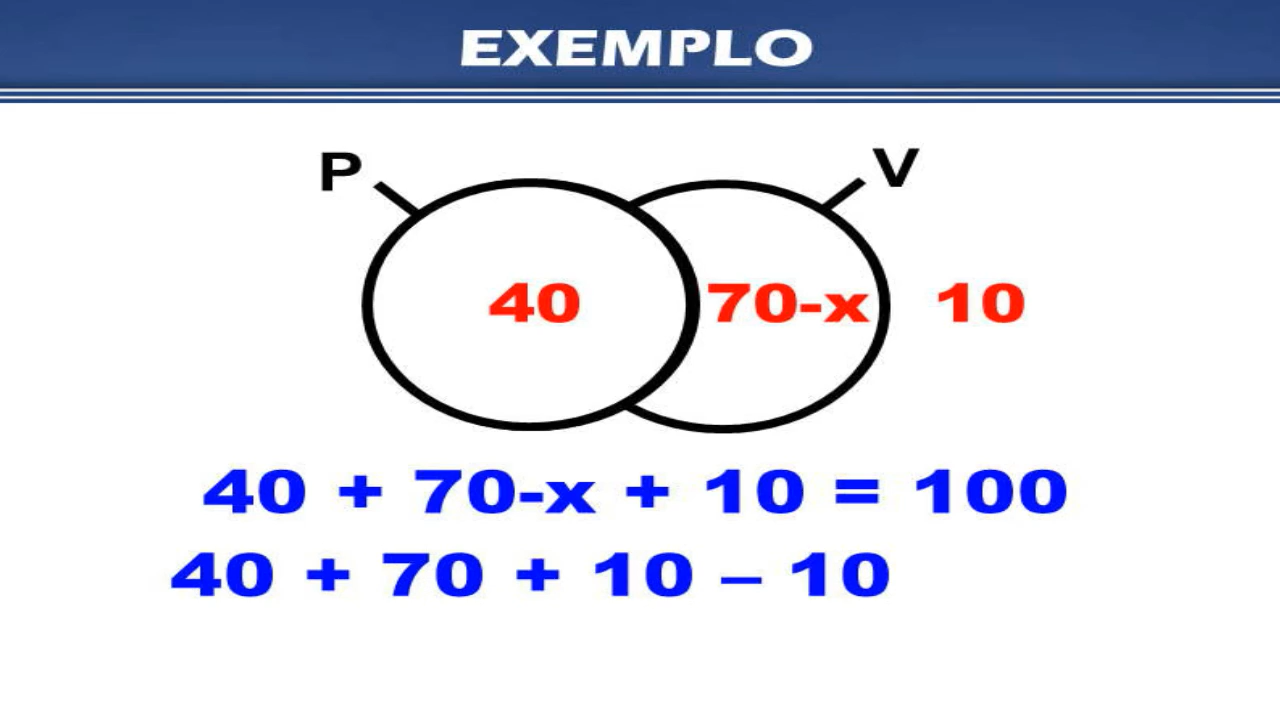 EXEMPLO
P
V
40
70-x
10
40 + 70-x + 10 = 100
40 + 70 + 10 – 10